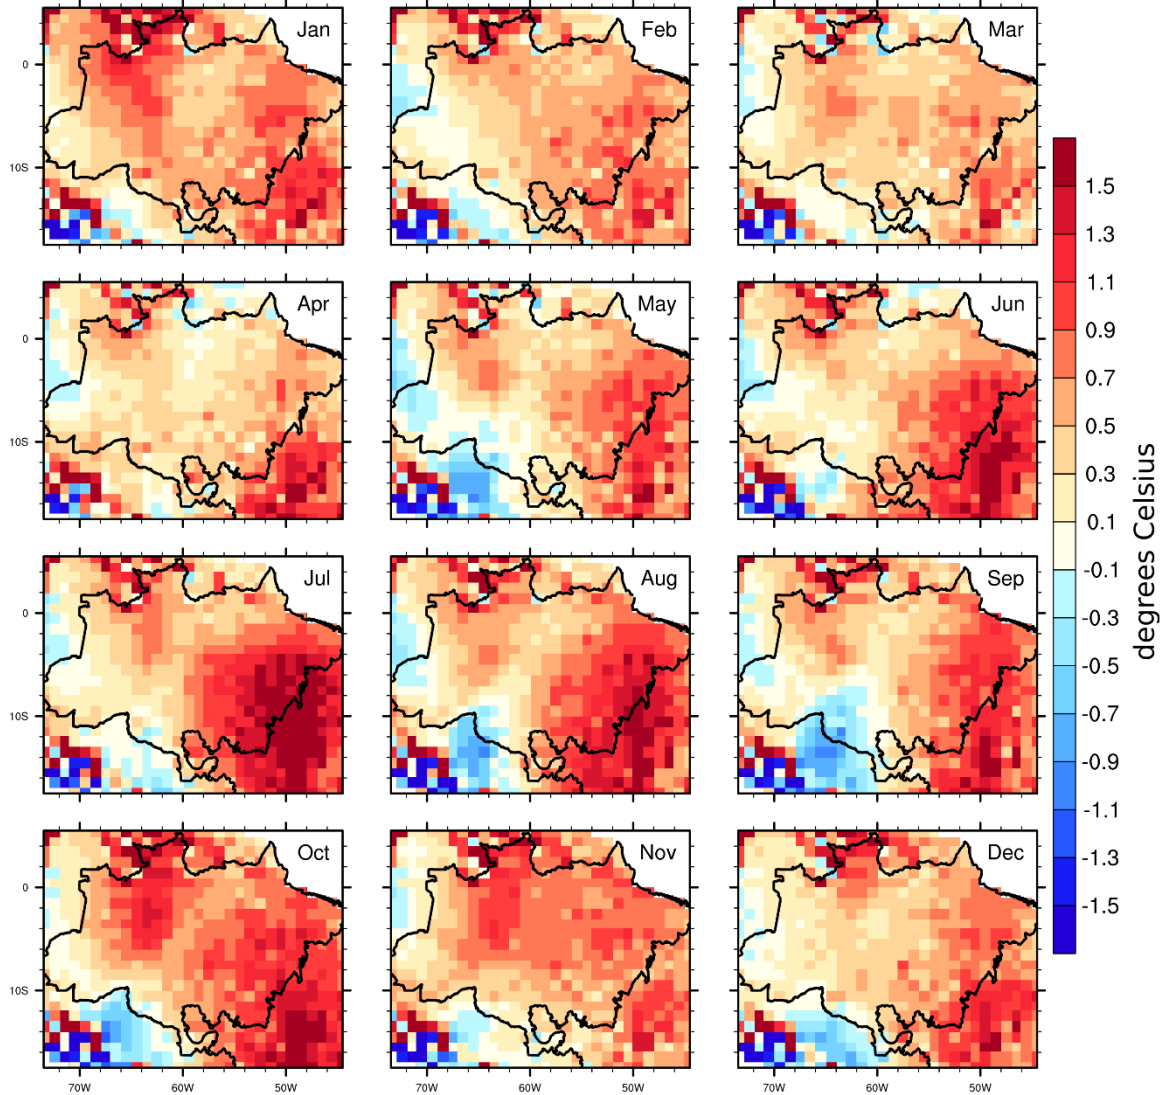 Jan
Feb
Mar
0
10S
Apr
May
Jun
0
10S
Jul
Aug
Sep
0
10S
Oct
Nov
Dec
0
10S
70W 60W 50W
70W 60W 50W
70W 60W 50W
1.5
1.3
1.1
0.9
0.7
0.5
0.3
0.1
-0.1
-0.3
-0.5
-0.7
-0.9
-1.1
-1.3
-1.5
degrees Celsius